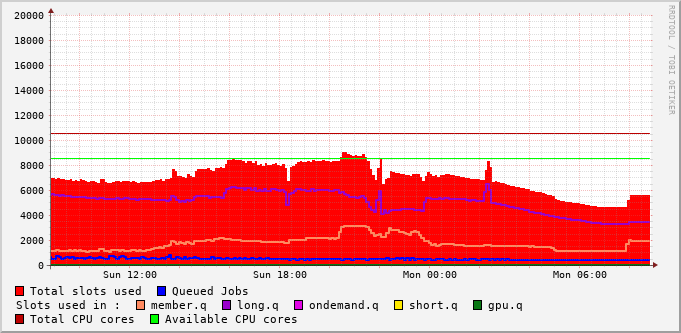 RRDTOOL / TOBI OETIKER
20000
18000
16000
14000
12000
10000
8000
6000
4000
2000
0
Sun 12:00 Sun 18:00 Mon 00:00 Mon 06:00
Total slots used Queued Jobs
Slots used in : member.q long.q ondemand.q short.q gpu.q
Total CPU cores Available CPU cores